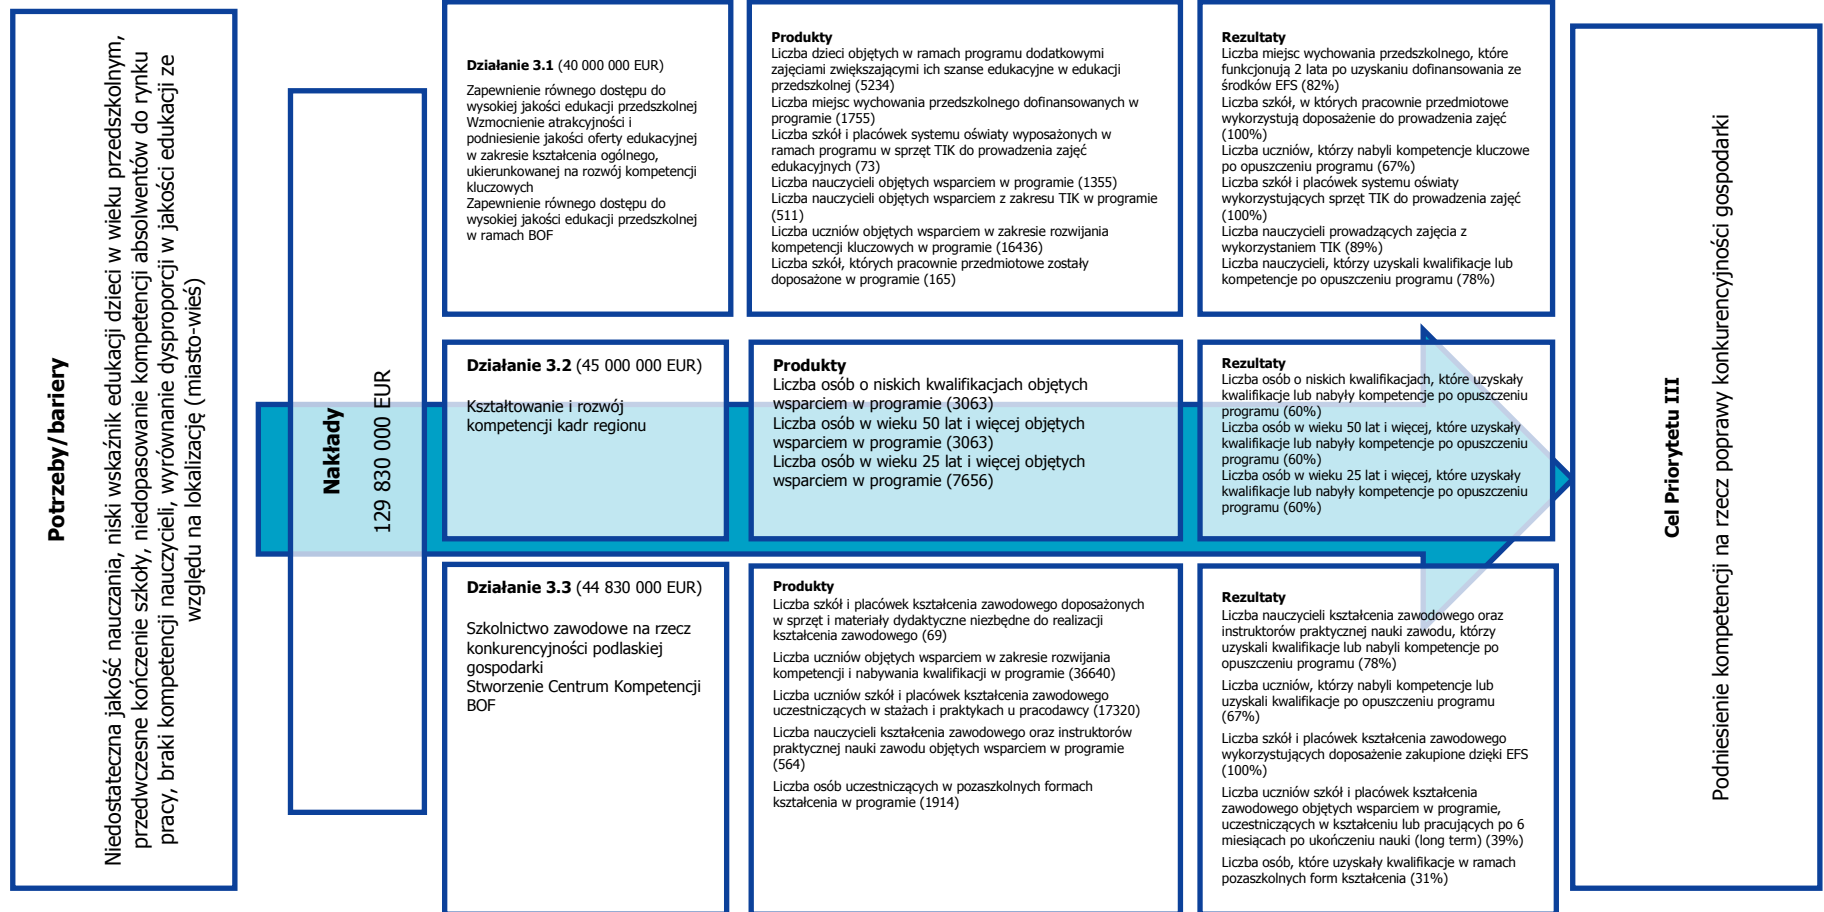 Potrzeby/bariery
Niedostateczna jakość nauczania, niski wskaźnik edukacji dzieci w wieku przedszkolnym,
przedwczesne kończenie szkoły, niedopasowanie kompetencji absolwentów do rynku
pracy, braki kompetencji nauczycieli, wyrównanie dysproporcji w jakości edukacji ze
względu na lokalizację (miasto-wieś)
Nakłady
129 830 000 EUR
Działanie 3.1 (40 000 000 EUR)
Zapewnienie równego dostępu do
wysokiej jakości edukacji przedszkolnej
Wzmocnienie atrakcyjności i
podniesienie jakości oferty edukacyjnej
w zakresie kształcenia ogólnego,
ukierunkowanej na rozwój kompetencji
kluczowych
Zapewnienie równego dostępu do
wysokiej jakości edukacji przedszkolnej
w ramach BOF
Produkty
Liczba dzieci objętych w ramach programu dodatkowymi
zajęciami zwiększającymi ich szanse edukacyjne w edukacji
przedszkolnej (5234)
Liczba miejsc wychowania przedszkolnego dofinansowanych w
programie (1755)
Liczba szkół i placówek systemu oświaty wyposażonych w
ramach programu w sprzęt TIK do prowadzenia zajęć
edukacyjnych (73)
Liczba nauczycieli objętych wsparciem w programie (1355)
Liczba nauczycieli objętych wsparciem z zakresu TIK w programie
(511)
Liczba uczniów objętych wsparciem w zakresie rozwijania
kompetencji kluczowych w programie (16436)
Liczba szkół, których pracownie przedmiotowe zostały
doposażone w programie (165)
Rezultaty
Liczba miejsc wychowania przedszkolnego, które
funkcjonują 2 lata po uzyskaniu dofinansowania ze
środków EFS (82%)
Liczba szkół, w których pracownie przedmiotowe
wykorzystują doposażenie do prowadzenia zajęć
(100%)
Liczba uczniów, którzy nabyli kompetencje kluczowe
po opuszczeniu programu (67%)
Liczba szkół i placówek systemu oświaty
wykorzystujących sprzęt TIK do prowadzenia zajęć
(100%)
Liczba nauczycieli prowadzących zajęcia z
wykorzystaniem TIK (89%)
Liczba nauczycieli, którzy uzyskali kwalifikacje lub
kompetencje po opuszczeniu programu (78%)
Działanie 3.2 (45 000 000 EUR)
Kształtowanie i rozwój
kompetencji kadr regionu
Produkty
Liczba osób o niskich kwalifikacjach objętych
wsparciem w programie (3063)
Liczba osób w wieku 50 lat i więcej objętych
wsparciem w programie (3063)
Liczba osób w wieku 25 lat i więcej objętych
wsparciem w programie (7656)
Rezultaty
Liczba osób o niskich kwalifikacjach, które uzyskały
kwalifikacje lub nabyły kompetencje po opuszczeniu
programu (60%)
Liczba osób w wieku 50 lat i więcej, które uzyskały
kwalifikacje lub nabyły kompetencje po opuszczeniu
programu (60%)
Liczba osób w wieku 25 lat i więcej, które uzyskały
kwalifikacje lub nabyły kompetencje po opuszczeniu
programu (60%)
Działanie 3.3 (44 830 000 EUR)
Szkolnictwo zawodowe na rzecz
konkurencyjności podlaskiej
gospodarki
Stworzenie Centrum Kompetencji
BOF
Produkty
Liczba szkół i placówek kształcenia zawodowego doposażonych
w sprzęt i materiały dydaktyczne niezbędne do realizacji
kształcenia zawodowego (69)
Liczba uczniów objętych wsparciem w zakresie rozwijania
kompetencji i nabywania kwalifikacji w programie (36640)
Liczba uczniów szkół i placówek kształcenia zawodowego
uczestniczących w stażach i praktykach u pracodawcy (17320)
Liczba nauczycieli kształcenia zawodowego oraz instruktorów
praktycznej nauki zawodu objętych wsparciem w programie
(564)
Liczba osób uczestniczących w pozaszkolnych formach
kształcenia w programie (1914)
Rezultaty
Liczba nauczycieli kształcenia zawodowego oraz
instruktorów praktycznej nauki zawodu, którzy
uzyskali kwalifikacje lub nabyli kompetencje po
opuszczeniu programu (78%)
Liczba uczniów, którzy nabyli kompetencje lub
uzyskali kwalifikacje po opuszczeniu programu
(67%)
Liczba szkół i placówek kształcenia zawodowego
wykorzystujących doposażenie zakupione dzięki EFS
(100%)
Liczba uczniów szkół i placówek kształcenia
zawodowego objętych wsparciem w programie,
uczestniczących w kształceniu lub pracujących po 6
miesiącach po ukończeniu nauki (long term) (39%)
Liczba osób, które uzyskały kwalifikacje w ramach
pozaszkolnych form kształcenia (31%)
Cel Priorytetu III
Podniesienie kompetencji na rzecz poprawy konkurencyjności gospodarki